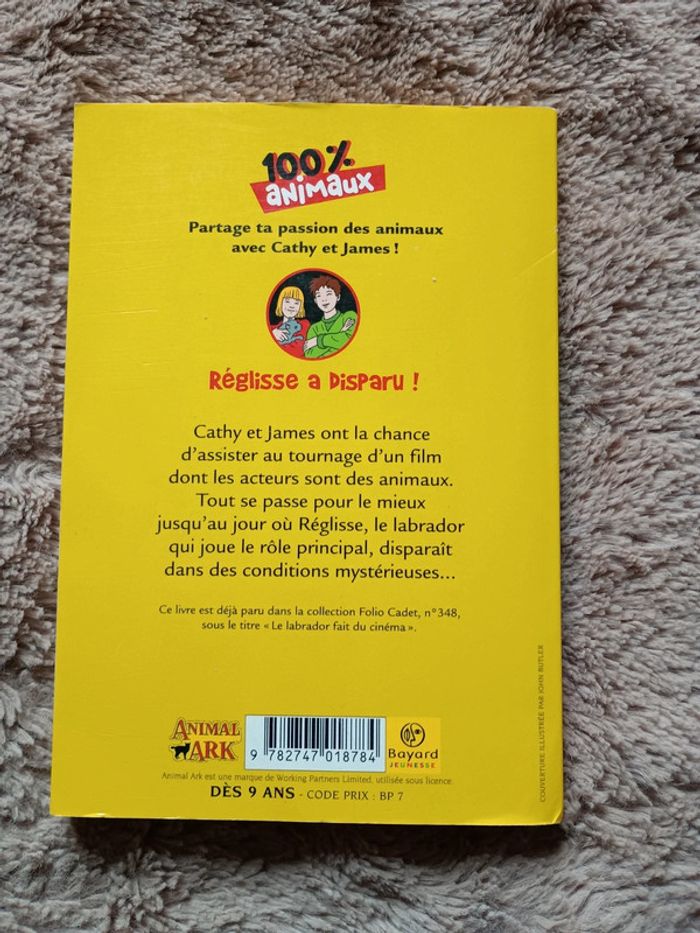 100%
animaux
Partage ta passion des animaux
avec Cathy et James !
Réglisse a Disparu !
Cathy et James ont la chance
d'assister au tournage d'un film
dont les acteurs sont des animaux.
Tout se passe pour le mieux
jusqu'au jour où Réglisse, le labrador
qui joue le rôle principal, disparaît
dans des conditions mystérieuses...
Ce livre est déjà paru dans la collection Folio Cadet, n°348,
sous le titre « Le labrador fait du cinéma ».
COUVERTURE ILLUSTRÉE PAR JOHN BUTLER
ANIMAL
ARK
9 782747 018784
Bayard
JEUNESSE
Animal Ark est une marque de Working Partners Limited, utilisée sous licence.
DÈS 9 ANS - CODE PRIX : BP 7